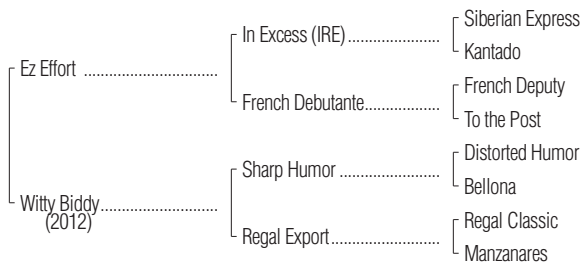 Ez Effort
Witty Biddy
(2012)
In Excess (IRE)
French Debutante
Sharp Humor
Regal Export
Siberian Express
Kantado
French Deputy
To the Post
Distorted Humor
Bellona
Regal Classic
Manzanares